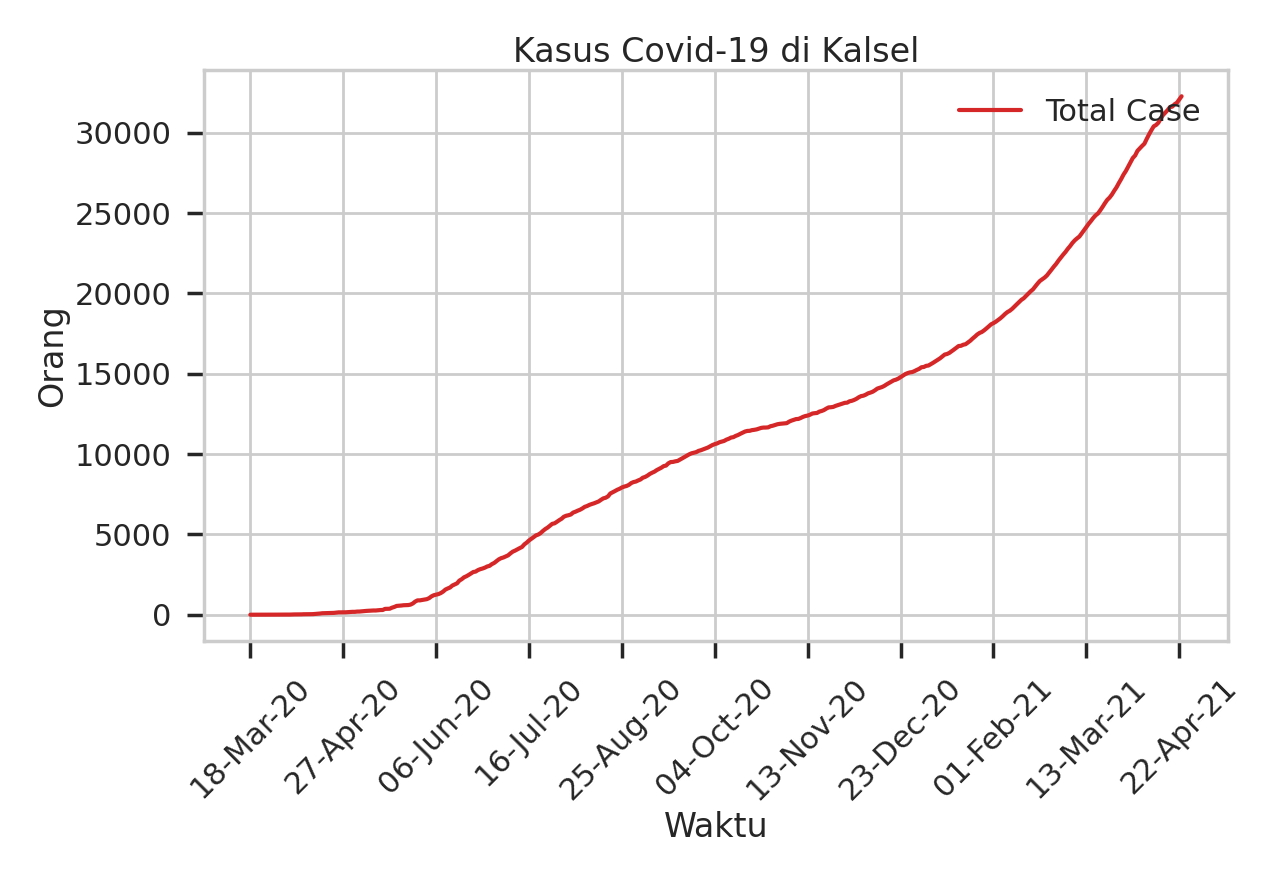 Kasus Covid-19 di Kalsel
Total Case
30000
25000
20000
15000
10000
5000
0
Orang
18-Mar-20
27-Apr-20
06-Jun-20
16-Jul-20
25-Aug-20
04-Oct-20
13-Nov-20
23-Dec-20
01-Feb-21
13-Mar-21
22-Apr-21
Waktu